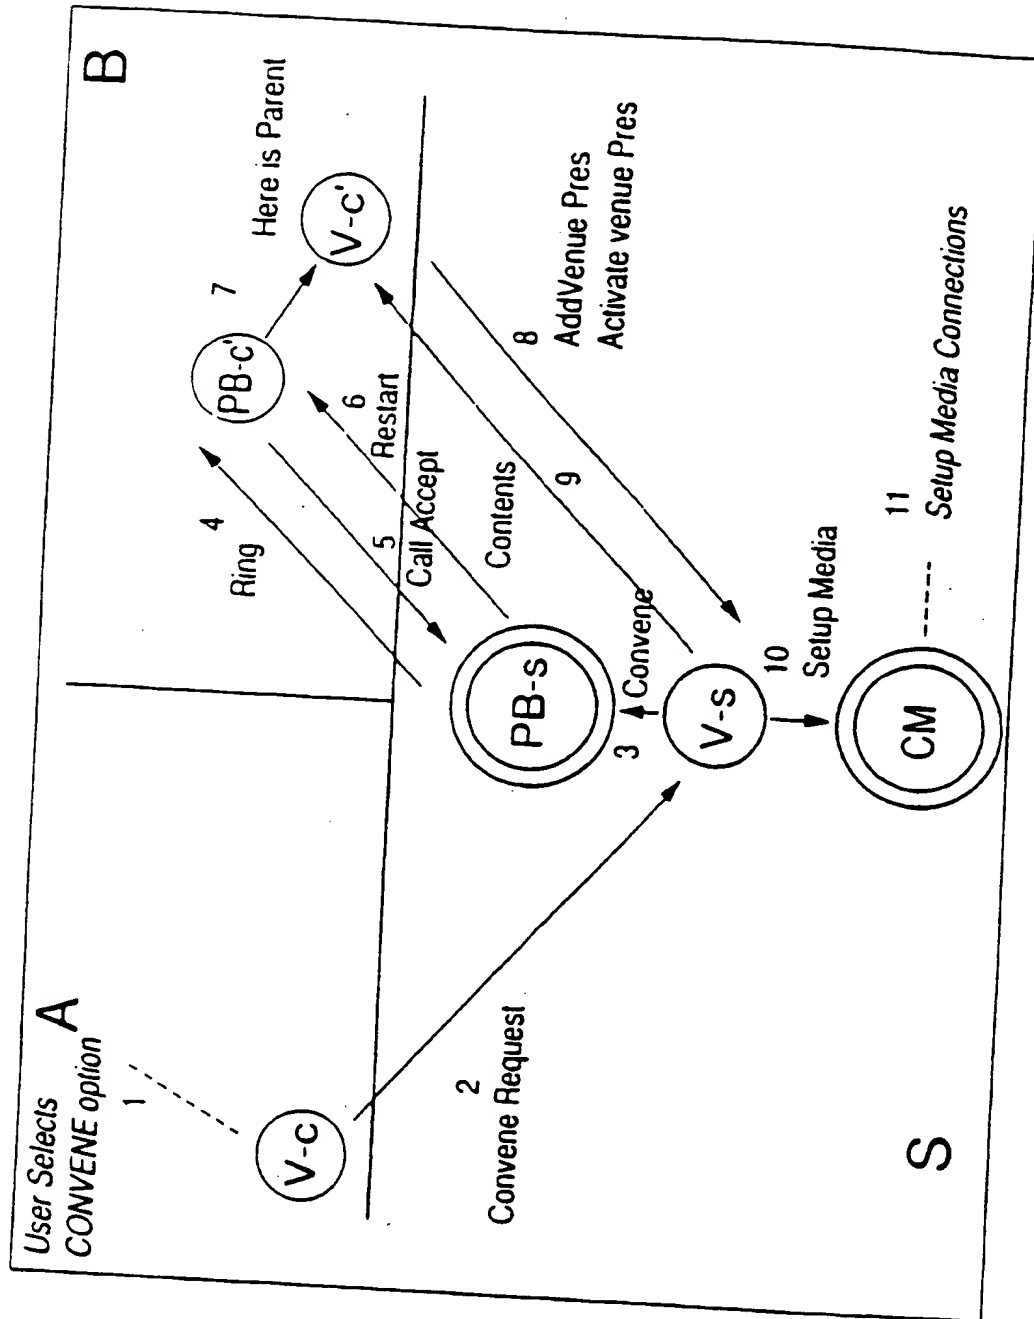 User Selects
CONVENE option
A
1
V-c
2
Convene Request
S
B
4
Ring
PB-c'
7
Here is Parent
V-c'
5
Call Accept
6
Restart
PB-s
Contents
9
8
AddVenue Pres
Activate venue Pres
3
Convene
V-s
10
Setup Media
CM
11
Setup Media Connections